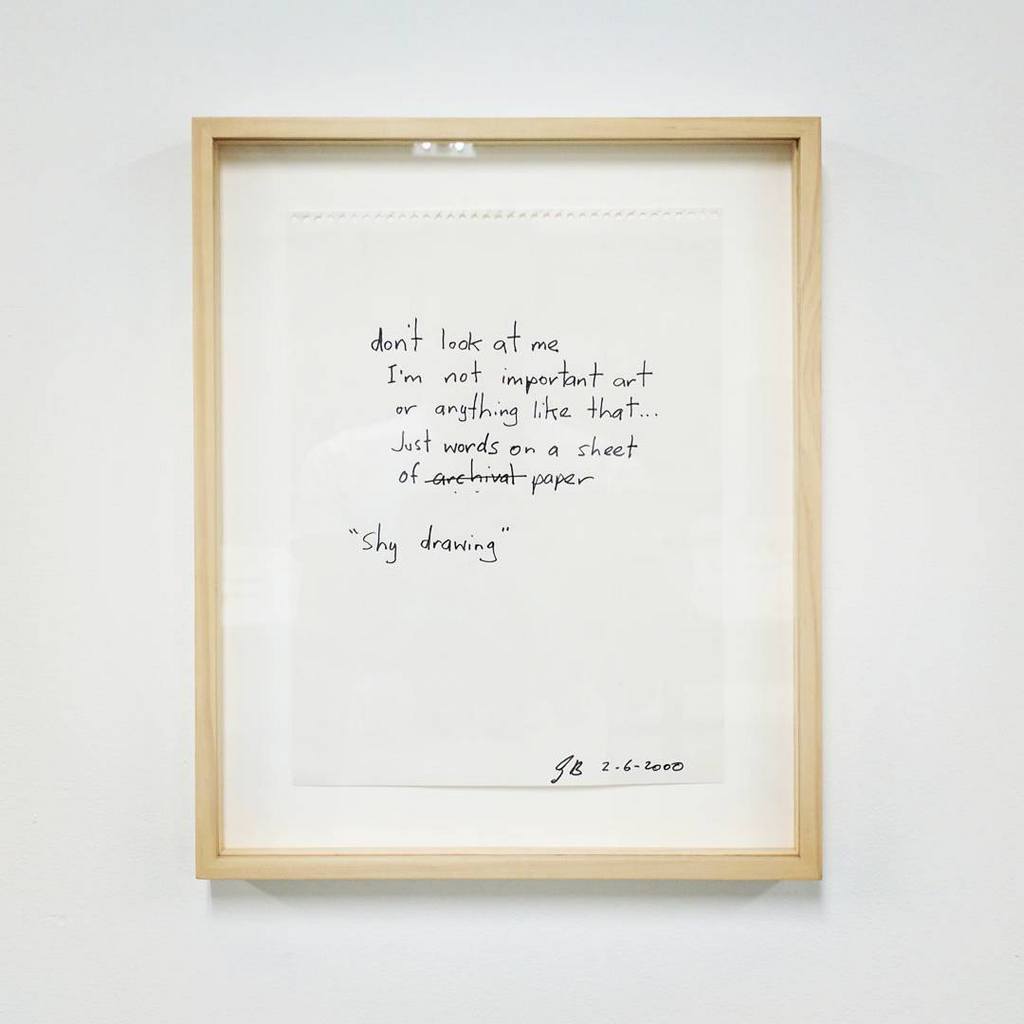 don't look at me
I'm not important art
or anything like that...
Just words on a sheet
of archival paper
"Shy drawing"
JB 2-6-2000